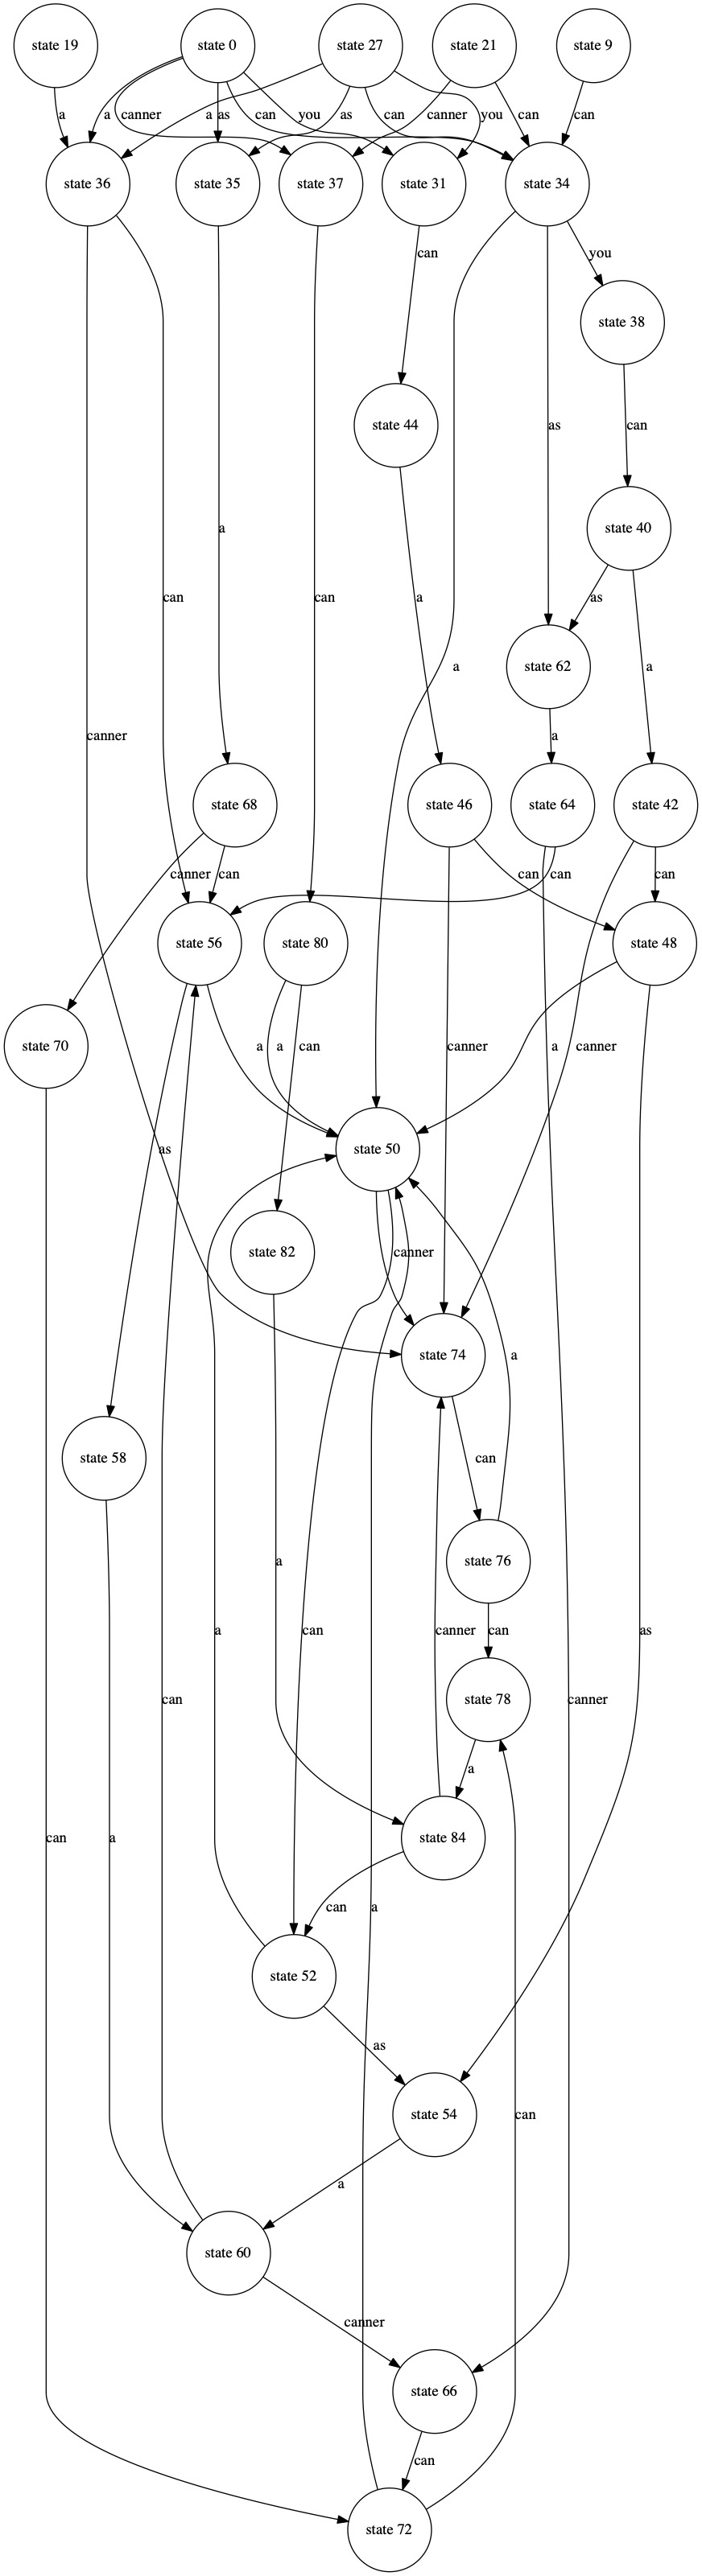 state 19
state 0
state 27
state 21
state 9
a
a
canner
as
a
can
you
as
can
canner
you
can
can
state 36
state 35
state 37
state 31
state 34
can
you
state 38
state 44
as
can
a
state 40
can
can
a
as
a
state 62
a
canner
a
state 68
state 46
state 64
state 42
canner
can
can
can
can
state 56
state 80
state 48
state 70
a
a
can
canner
a
canner
as
state 50
state 82
canner
state 74
a
state 58
can
state 76
a
a
can
canner
can
as
can
state 78
canner
a
can
a
state 84
can
a
state 52
as
state 54
can
a
state 60
canner
state 66
can
state 72